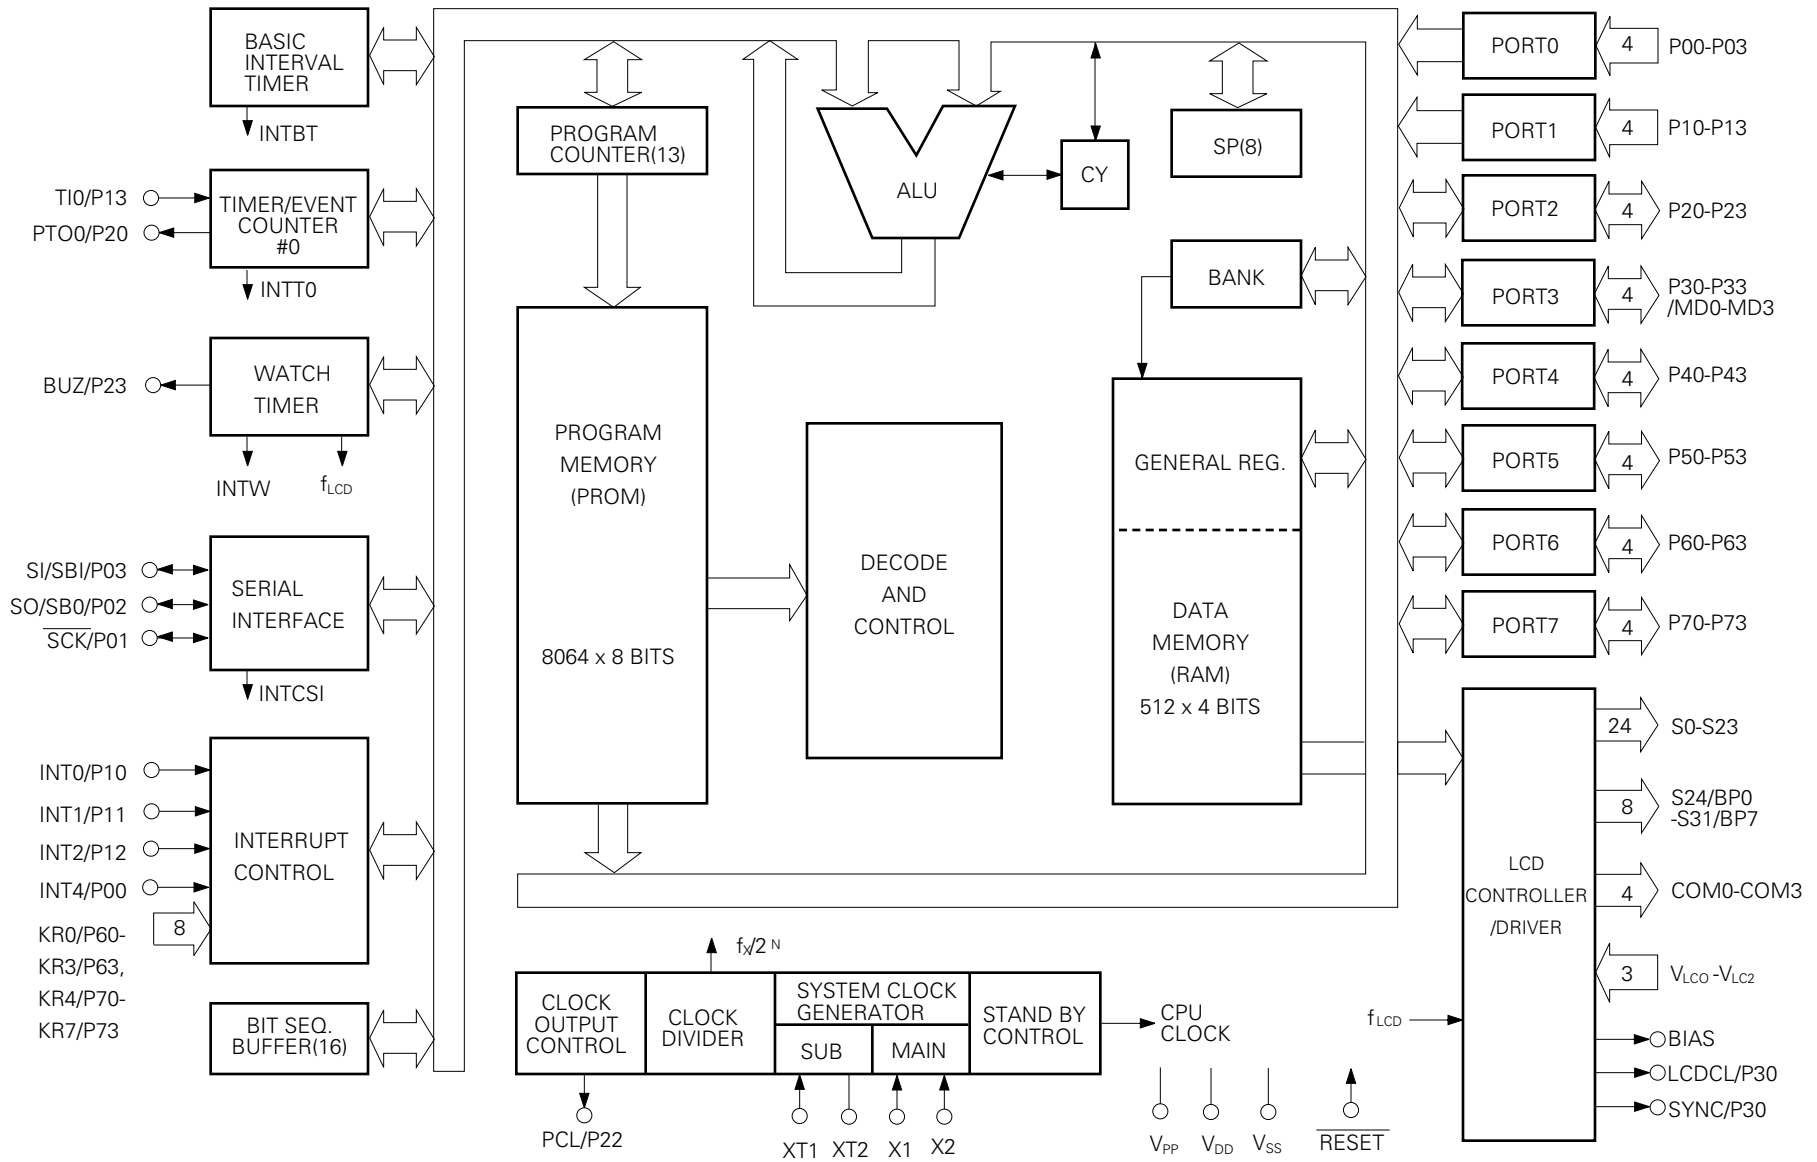 BASIC
INTERVAL
TIMER
INTBT
TI0/P13
PTO0/P20
TIMER/EVENT
COUNTER
#0
INTT0
BUZ/P23
WATCH
TIMER
INTW
fLCD
SI/SBI/P03
SO/SB0/P02
SCK/P01
SERIAL
INTERFACE
INTCSI
INT0/P10
INT1/P11
INT2/P12
INT4/P00
KR0/P60-
KR3/P63,
KR4/P70-
KR7/P73
8
INTERRUPT
CONTROL
BIT SEQ.
BUFFER(16)
PROGRAM
COUNTER(13)
ALU
CY
SP(8)
BANK
PROGRAM
MEMORY
(PROM)
8064 x 8 BITS
DECODE
AND
CONTROL
GENERAL REG.
DATA
MEMORY
(RAM)
512 x 4 BITS
fX/2 N
CLOCK
OUTPUT
CONTROL
CLOCK
DIVIDER
SYSTEM CLOCK
GENERATOR
SUB
MAIN
STAND BY
CONTROL
CPU
CLOCK
PCL/P22
XT1
XT2
X1
X2
VPP
VDD
VSS
RESET
PORT0
4
P00-P03
PORT1
4
P10-P13
PORT2
4
P20-P23
PORT3
4
P30-P33
/MD0-MD3
PORT4
4
P40-P43
PORT5
4
P50-P53
PORT6
4
P60-P63
PORT7
4
P70-P73
LCD
CONTROLLER
/DRIVER
24
S0-S23
8
S24/BP0
-S31/BP7
4
COM0-COM3
3
VLCO -VLC2
fLCD
BIAS
LCDCL/P30
SYNC/P30